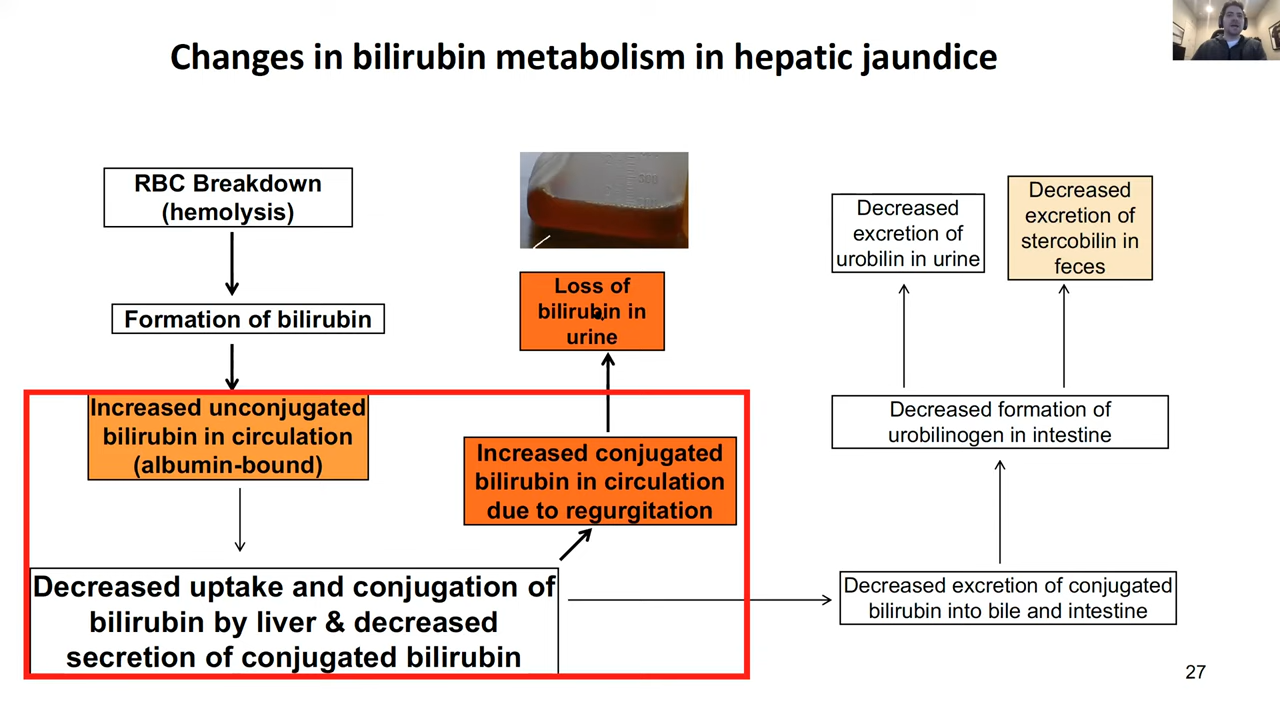 Changes in bilirubin metabolism in hepatic jaundice
RBC Breakdown
(hemolysis)
Formation of bilirubin
Increased unconjugated
bilirubin in circulation
(albumin-bound)
Decreased uptake and conjugation of
bilirubin by liver & decreased
secretion of conjugated bilirubin
Loss of
bilirubin in
urine
Increased conjugated
bilirubin in circulation
due to regurgitation
Decreased
excretion of
urobilin in urine
Decreased
excretion of
stercobilin in
feces
Decreased formation of
urobilinogen in intestine
Decreased excretion of conjugated
bilirubin into bile and intestine
27